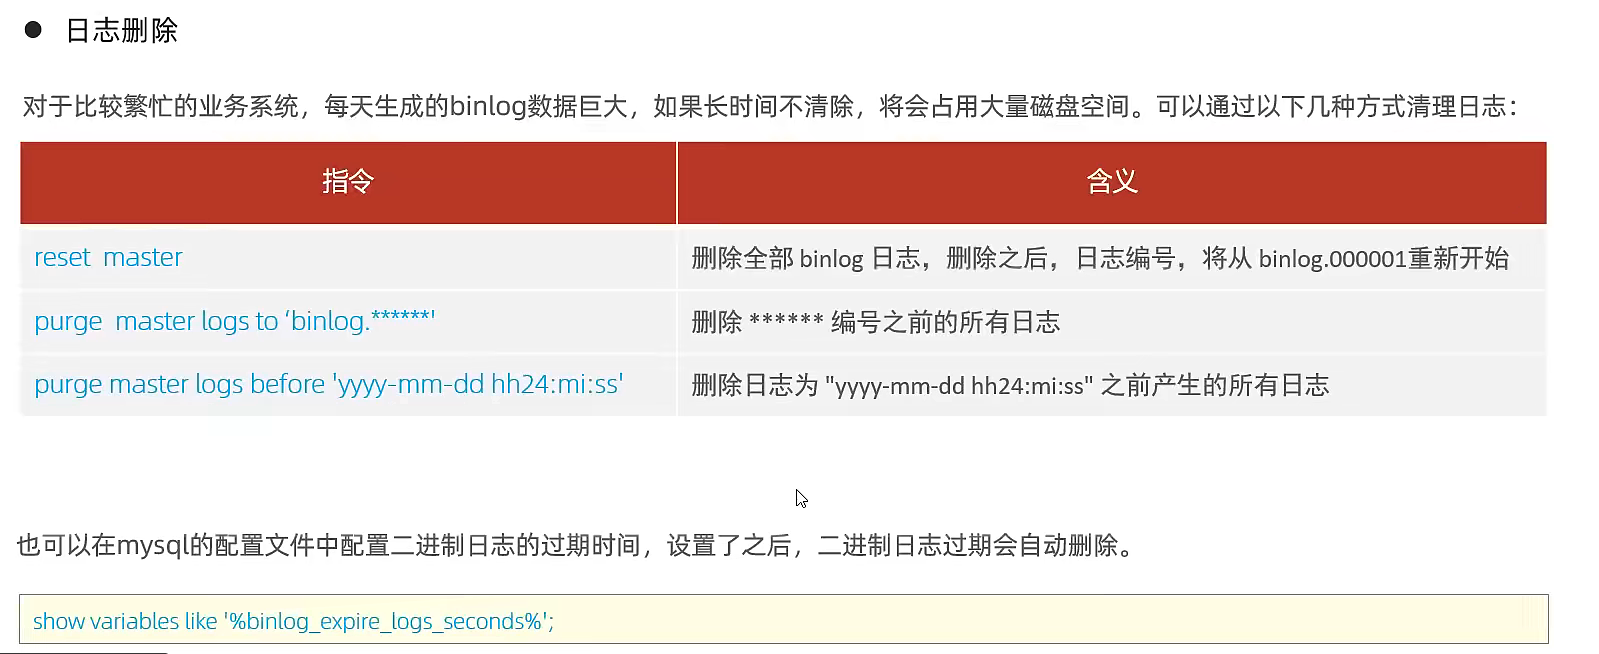 ● 日志删除
对于比较繁忙的业务系统，每天生成的binlog数据巨大，如果长时间不清除，将会占用大量磁盘空间。可以通过以下几种方式清理日志：
指令 含义
reset master 删除全部 binlog 日志，删除之后，日志编号，将从 binlog.000001重新开始
purge master logs to ‘binlog.******' 删除 ****** 编号之前的所有日志
purge master logs before 'yyyy-mm-dd hh24:mi:ss' 删除日志为 "yyyy-mm-dd hh24:mi:ss" 之前产生的所有日志
也可以在mysql的配置文件中配置二进制日志的过期时间，设置了之后，二进制日志过期会自动删除。
show variables like '%binlog_expire_logs_seconds%';